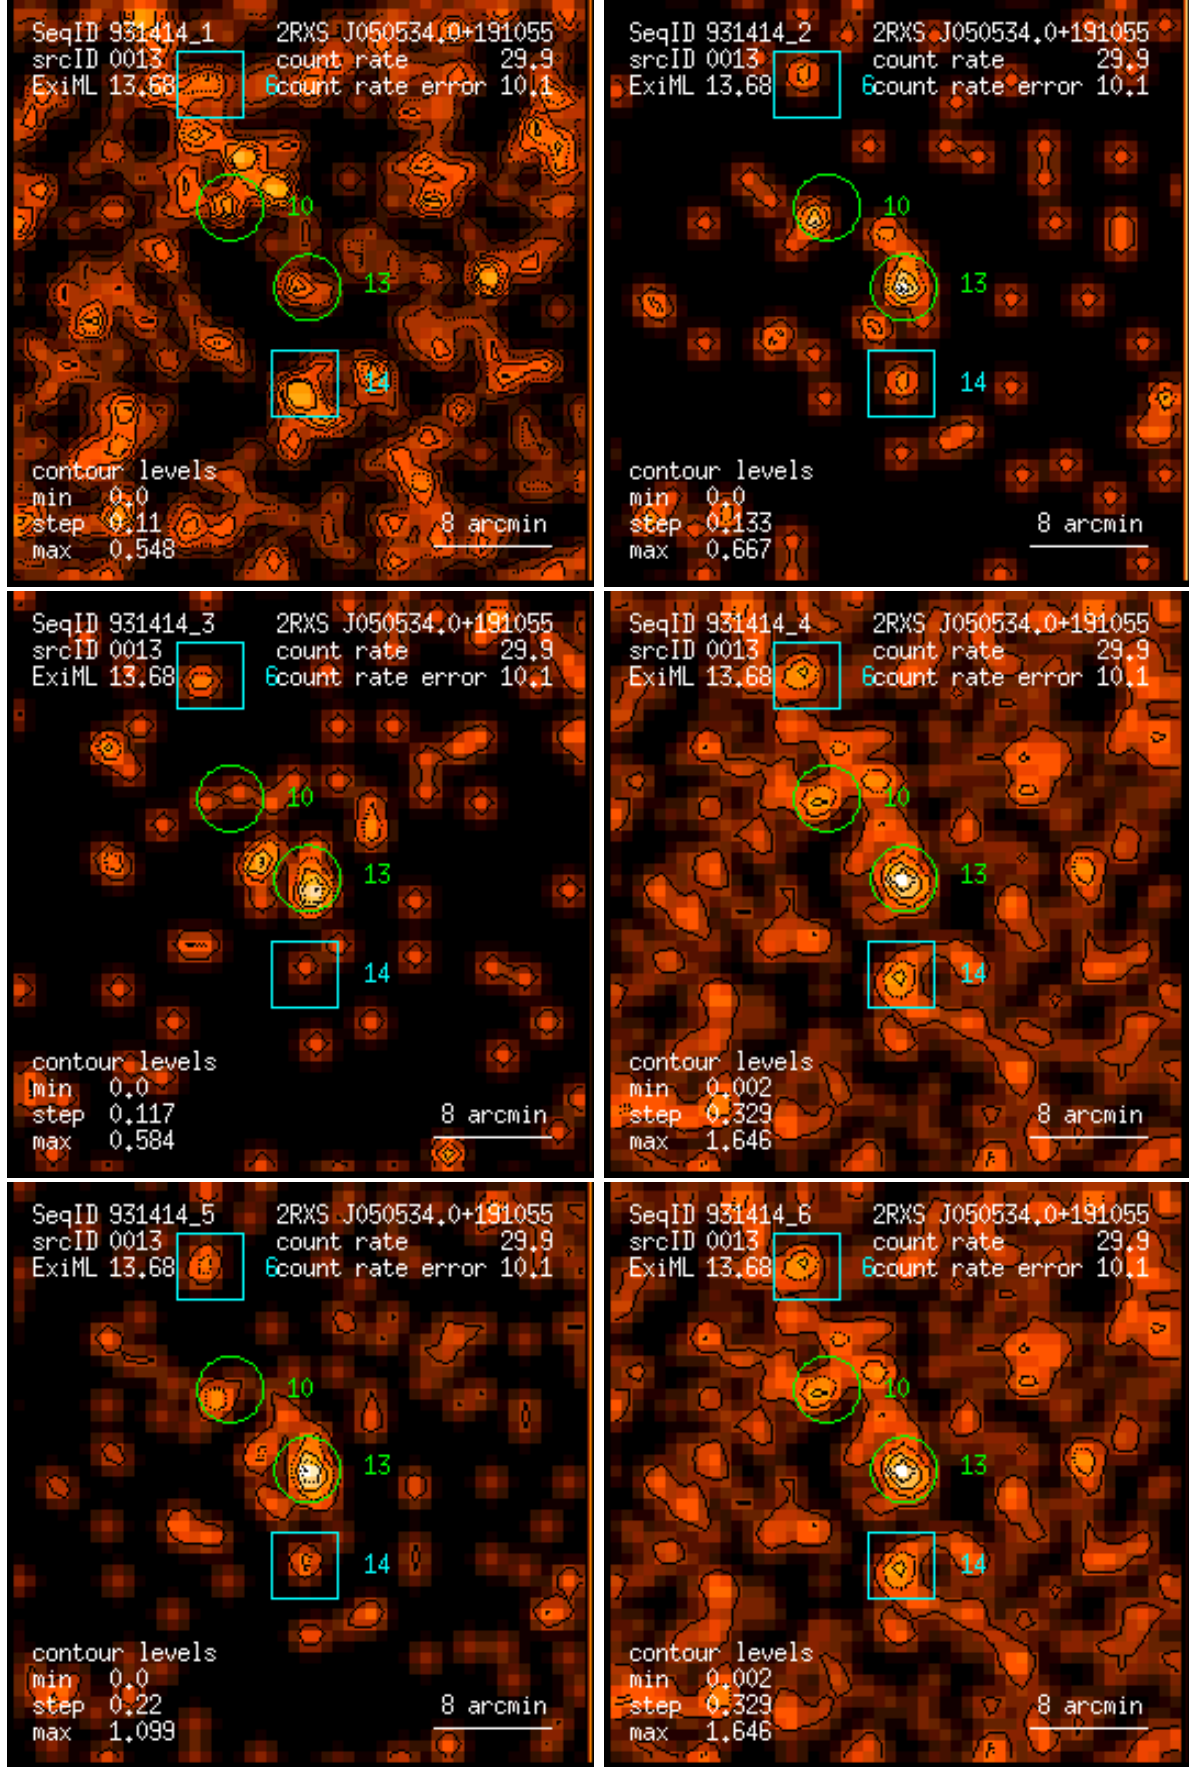 SeqID 931414_1 2RXS J050534.0+191055
srcID 0013 count rate 29.9
ExiML 13.68 6 count rate error 10.1
10
13
14
contour levels
min 0.0
step 0.11 8 arcmin
max 0.548
SeqID 931414_2 2RXS J050534.0+191055
srcID 0013 count rate 29.9
ExiML 13.68 6 count rate error 10.1
10
13
14
contour levels
min 0.0
step 0.133 8 arcmin
max 0.667
SeqID 931414_3 2RXS J050534.0+191055
srcID 0013 count rate 29.9
ExiML 13.68 6 count rate error 10.1
10
13
14
contour levels
min 0.0
step 0.117 8 arcmin
max 0.584
SeqID 931414_4 2RXS J050534.0+191055
srcID 0013 count rate 29.9
ExiML 13.68 6 count rate error 10.1
10
13
14
contour levels
min 0.002
step 0.329 8 arcmin
max 1.646
SeqID 931414_5 2RXS J050534.0+191055
srcID 0013 count rate 29.9
ExiML 13.68 6 count rate error 10.1
10
13
14
contour levels
min 0.0
step 0.22 8 arcmin
max 1.099
SeqID 931414_6 2RXS J050534.0+191055
srcID 0013 count rate 29.9
ExiML 13.68 6 count rate error 10.1
10
13
14
contour levels
min 0.002
step 0.329 8 arcmin
max 1.646